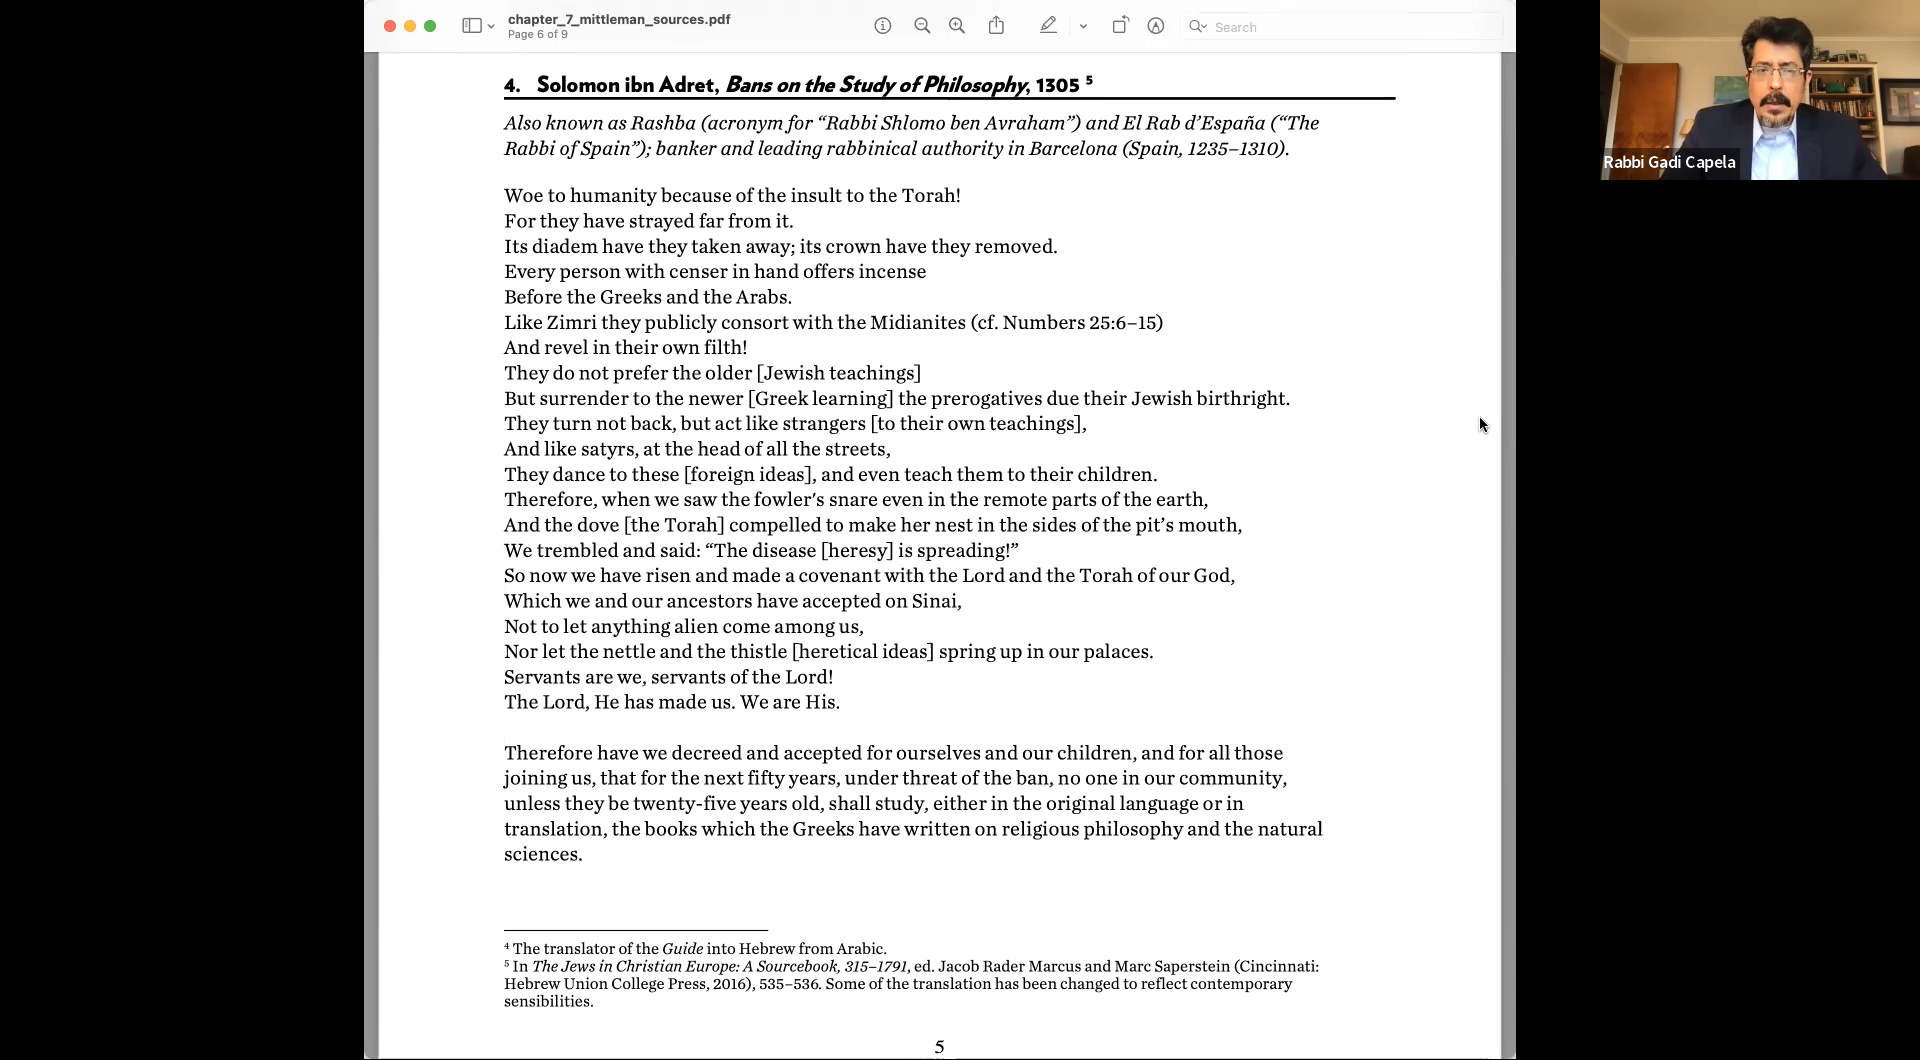 chapter_7_mittleman_sources.pdf
Page 6 of 9
Search
4. Solomon ibn Adret, Bans on the Study of Philosophy, 1305 ⁵
Also known as Rashba (acronym for “Rabbi Shlomo ben Avraham”) and El Rab d’España (“The
Rabbi of Spain”); banker and leading rabbinical authority in Barcelona (Spain, 1235–1310).
Woe to humanity because of the insult to the Torah!
For they have strayed far from it.
Its diadem have they taken away; its crown have they removed.
Every person with censer in hand offers incense
Before the Greeks and the Arabs.
Like Zimri they publicly consort with the Midianites (cf. Numbers 25:6–15)
And revel in their own filth!
They do not prefer the older [Jewish teachings]
But surrender to the newer [Greek learning] the prerogatives due their Jewish birthright.
They turn not back, but act like strangers [to their own teachings],
And like satyrs, at the head of all the streets,
They dance to these [foreign ideas], and even teach them to their children.
Therefore, when we saw the fowler's snare even in the remote parts of the earth,
And the dove [the Torah] compelled to make her nest in the sides of the pit’s mouth,
We trembled and said: “The disease [heresy] is spreading!”
So now we have risen and made a covenant with the Lord and the Torah of our God,
Which we and our ancestors have accepted on Sinai,
Not to let anything alien come among us,
Nor let the nettle and the thistle [heretical ideas] spring up in our palaces.
Servants are we, servants of the Lord!
The Lord, He has made us. We are His.
Therefore have we decreed and accepted for ourselves and our children, and for all those
joining us, that for the next fifty years, under threat of the ban, no one in our community,
unless they be twenty-five years old, shall study, either in the original language or in
translation, the books which the Greeks have written on religious philosophy and the natural
sciences.
⁴ The translator of the Guide into Hebrew from Arabic.
⁵ In The Jews in Christian Europe: A Sourcebook, 315–1791, ed. Jacob Rader Marcus and Marc Saperstein (Cincinnati:
Hebrew Union College Press, 2016), 535–536. Some of the translation has been changed to reflect contemporary
sensibilities.
5
Rabbi Gadi Capela